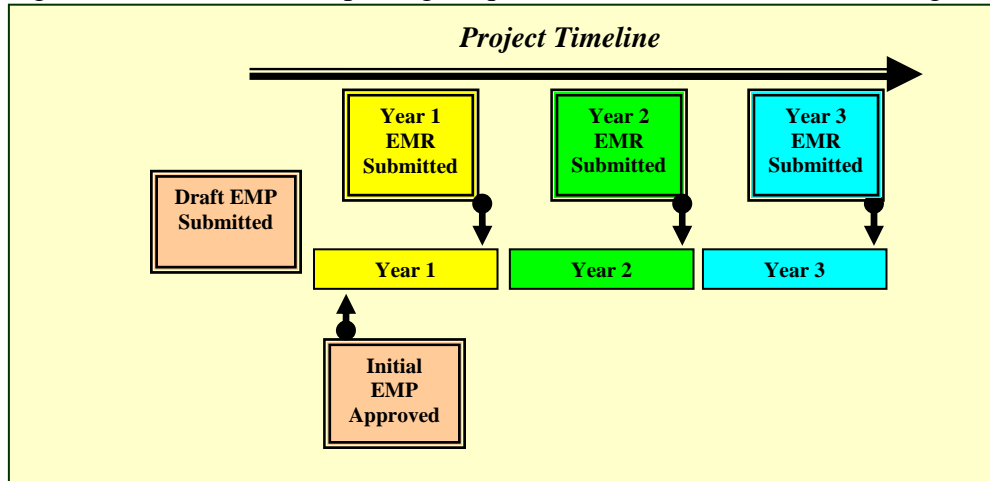 Project Timeline
Year 1
EMR
Submitted
Year 2
EMR
Submitted
Year 3
EMR
Submitted
Draft EMP
Submitted
Year 1
Year 2
Year 3
Initial
EMP
Approved